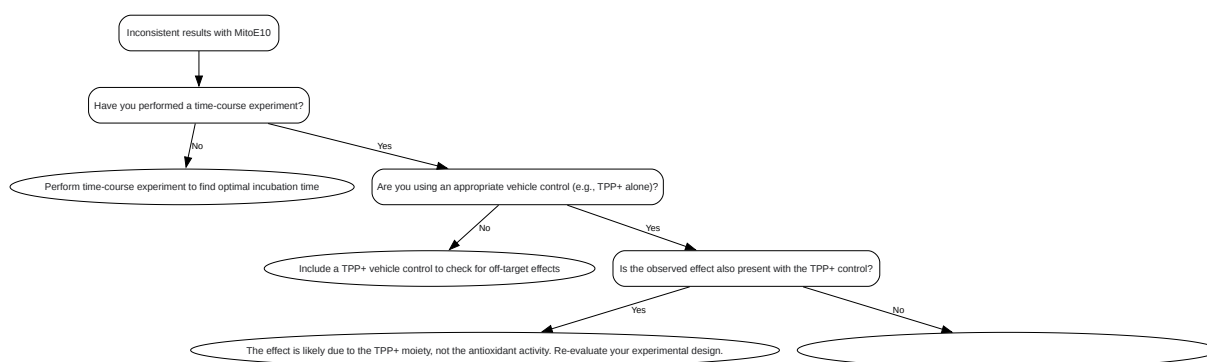 Inconsistent results with MitoE10
Have you performed a time-course experiment?
No
Yes
Perform time-course experiment to find optimal incubation time
Are you using an appropriate vehicle control (e.g., TPP+ alone)?
No
Yes
Include a TPP+ vehicle control to check for off-target effects
Is the observed effect also present with the TPP+ control?
Yes
No
The effect is likely due to the TPP+ moiety, not the antioxidant activity. Re-evaluate your experimental design.